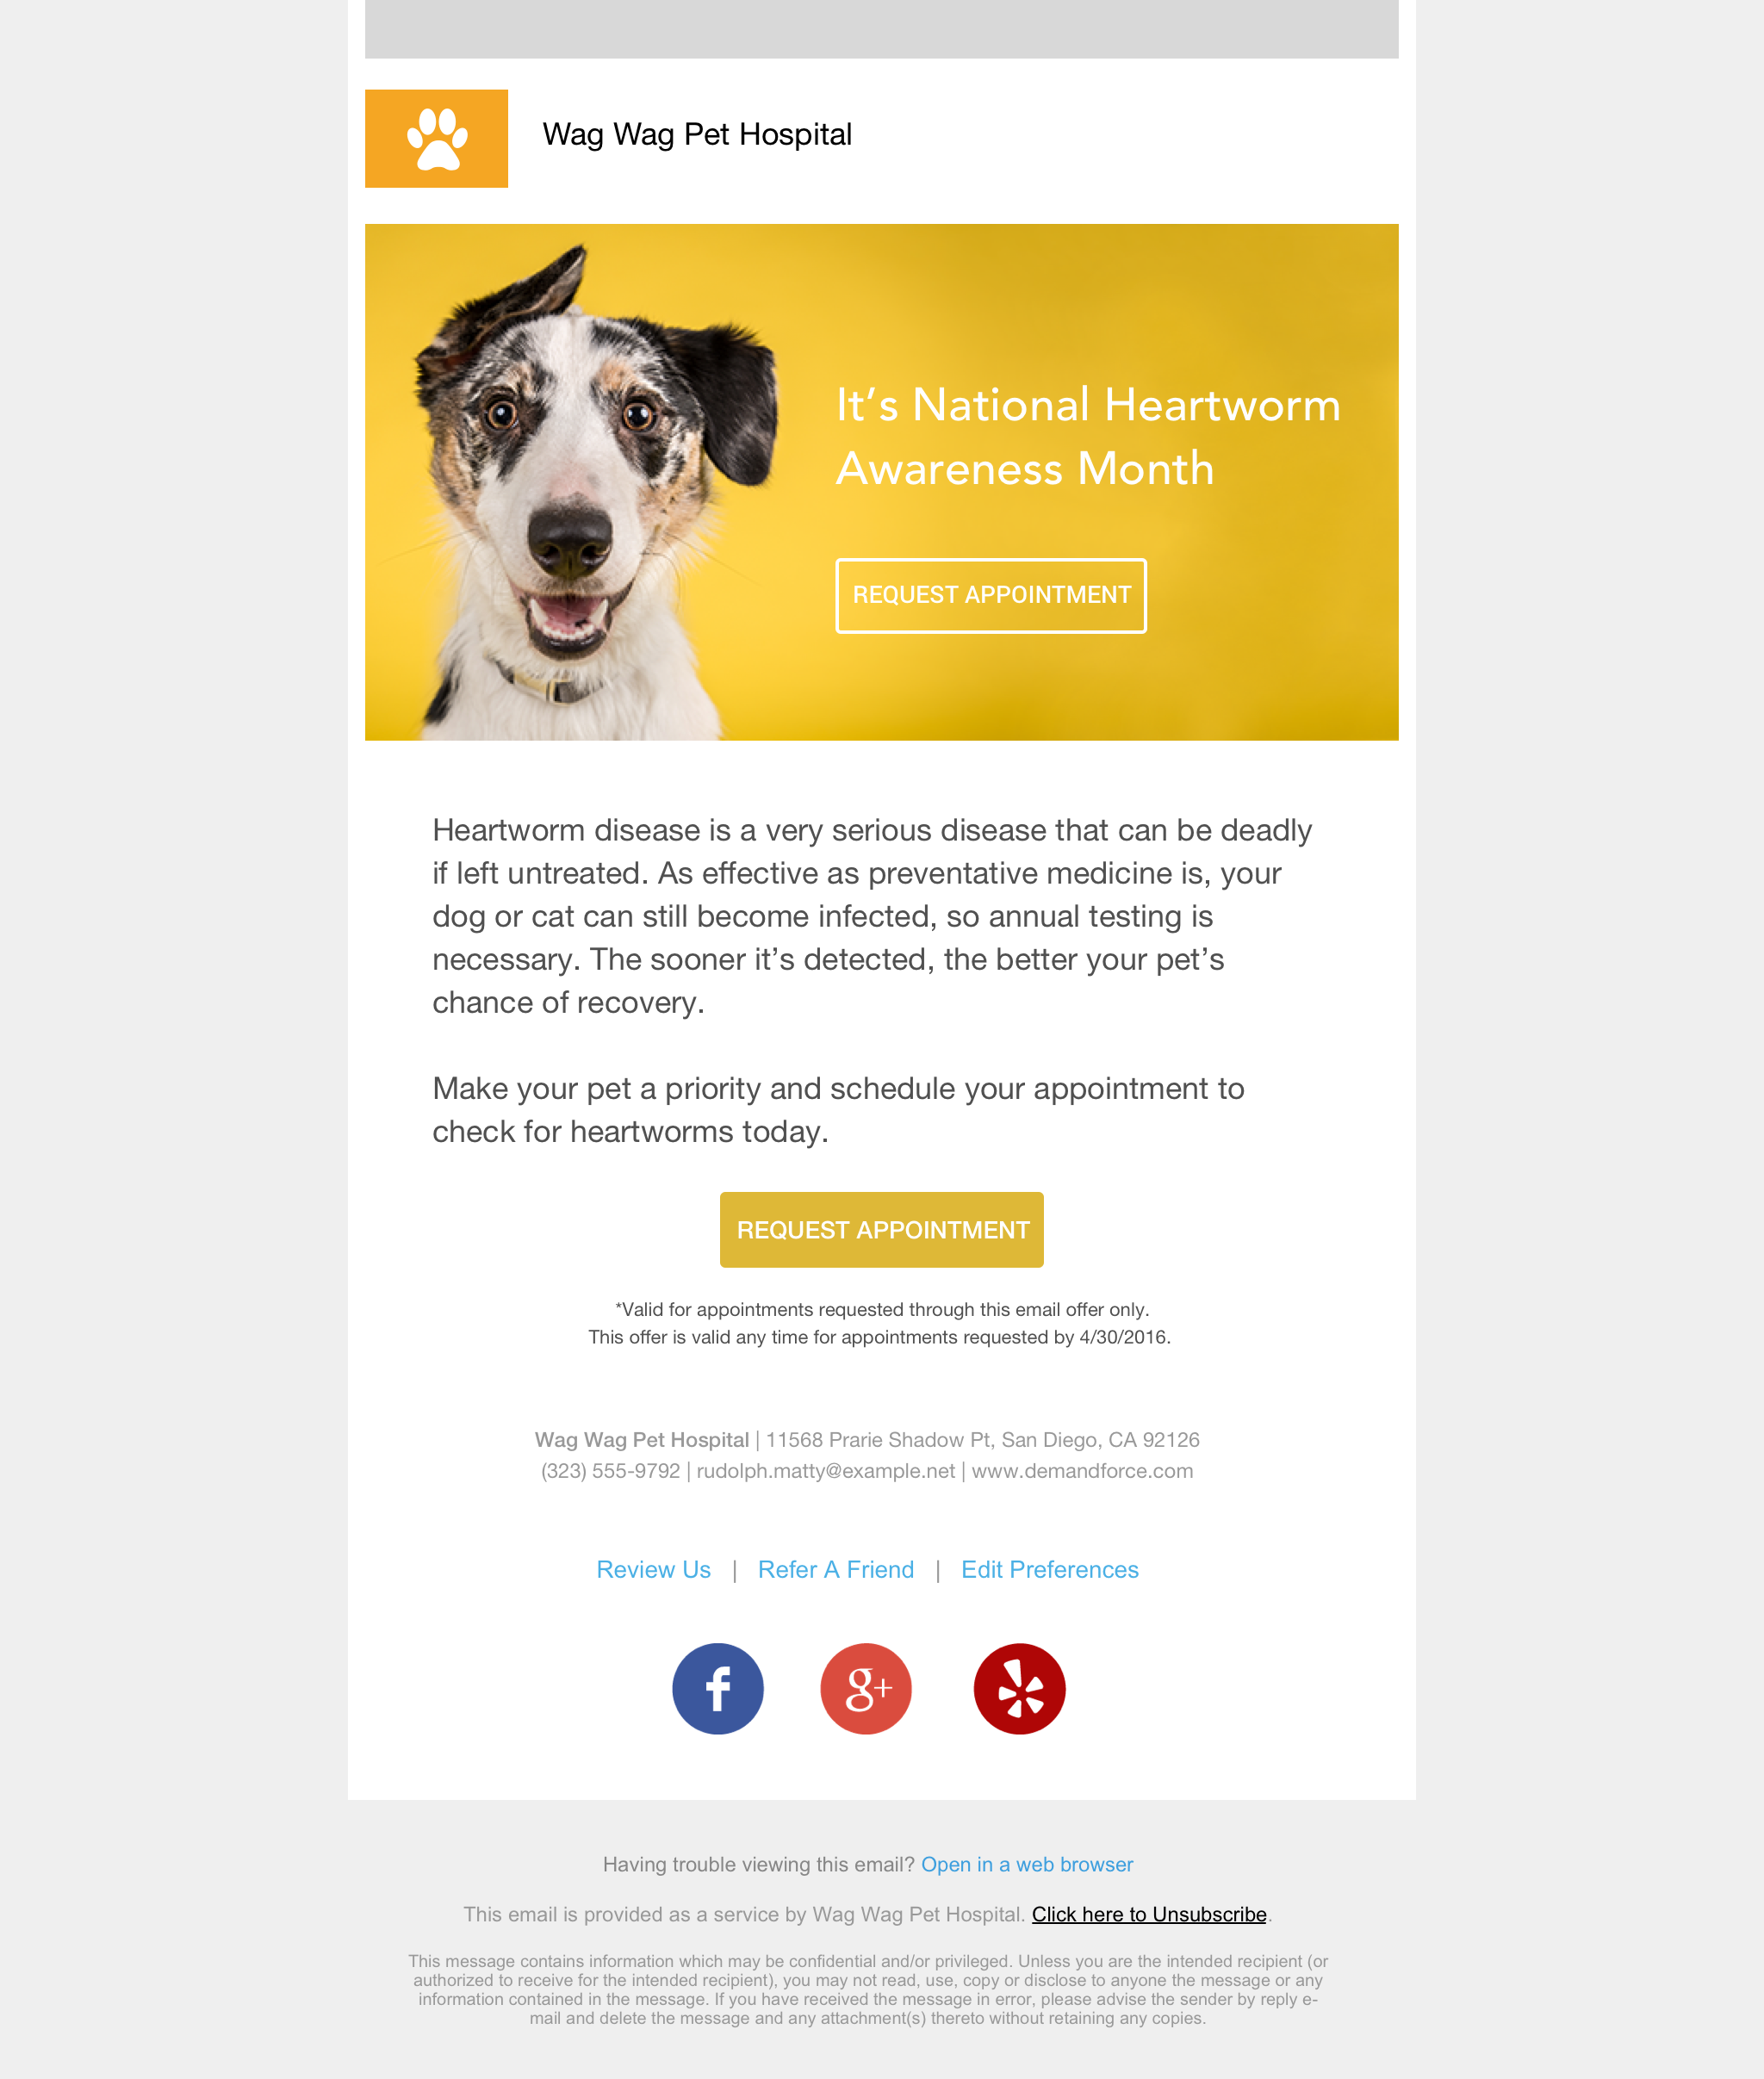 Wag Wag Pet Hospital
It’s National Heartworm
Awareness Month
REQUEST APPOINTMENT
Heartworm disease is a very serious disease that can be deadly
if left untreated. As effective as preventative medicine is, your
dog or cat can still become infected, so annual testing is
necessary. The sooner it’s detected, the better your pet’s
chance of recovery.
Make your pet a priority and schedule your appointment to
check for heartworms today.
REQUEST APPOINTMENT
*Valid for appointments requested through this email offer only.
This offer is valid any time for appointments requested by 4/30/2016.
Wag Wag Pet Hospital | 11568 Prarie Shadow Pt, San Diego, CA 92126
(323) 555-9792 | rudolph.matty@example.net | www.demandforce.com
Review Us | Refer A Friend | Edit Preferences
f g+
Having trouble viewing this email? Open in a web browser
This email is provided as a service by Wag Wag Pet Hospital. Click here to Unsubscribe.
This message contains information which may be confidential and/or privileged. Unless you are the intended recipient (or
authorized to receive for the intended recipient), you may not read, use, copy or disclose to anyone the message or any
information contained in the message. If you have received the message in error, please advise the sender by reply e-
mail and delete the message and any attachment(s) thereto without retaining any copies.